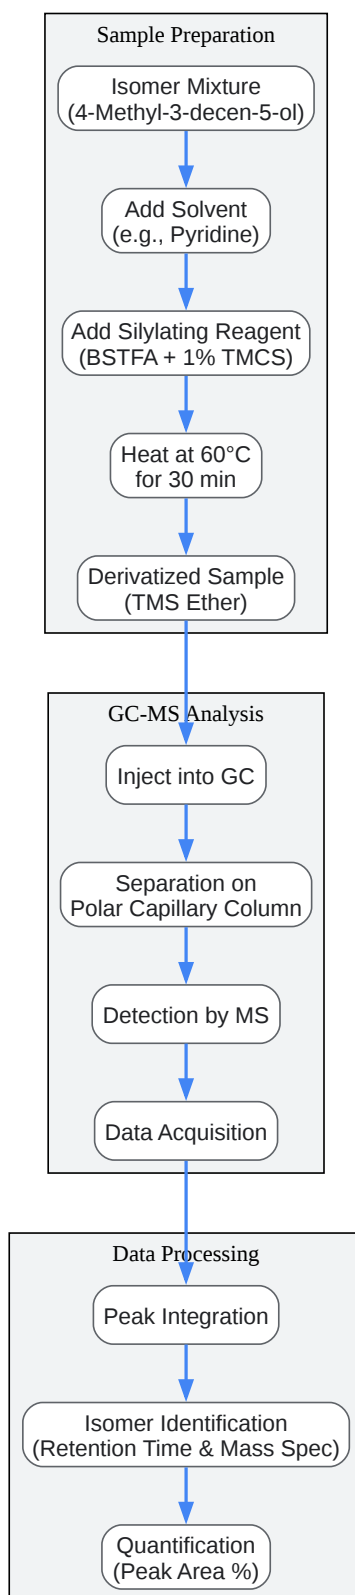 Sample Preparation
Isomer Mixture
(4-Methyl-3-decen-5-ol)
Add Solvent
(e.g., Pyridine)
Add Silylating Reagent
(BSTFA + 1% TMCS)
Heat at 60°C
for 30 min
Derivatized Sample
(TMS Ether)
GC-MS Analysis
Inject into GC
Separation on
Polar Capillary Column
Detection by MS
Data Acquisition
Data Processing
Peak Integration
Isomer Identification
(Retention Time & Mass Spec)
Quantification
(Peak Area %)